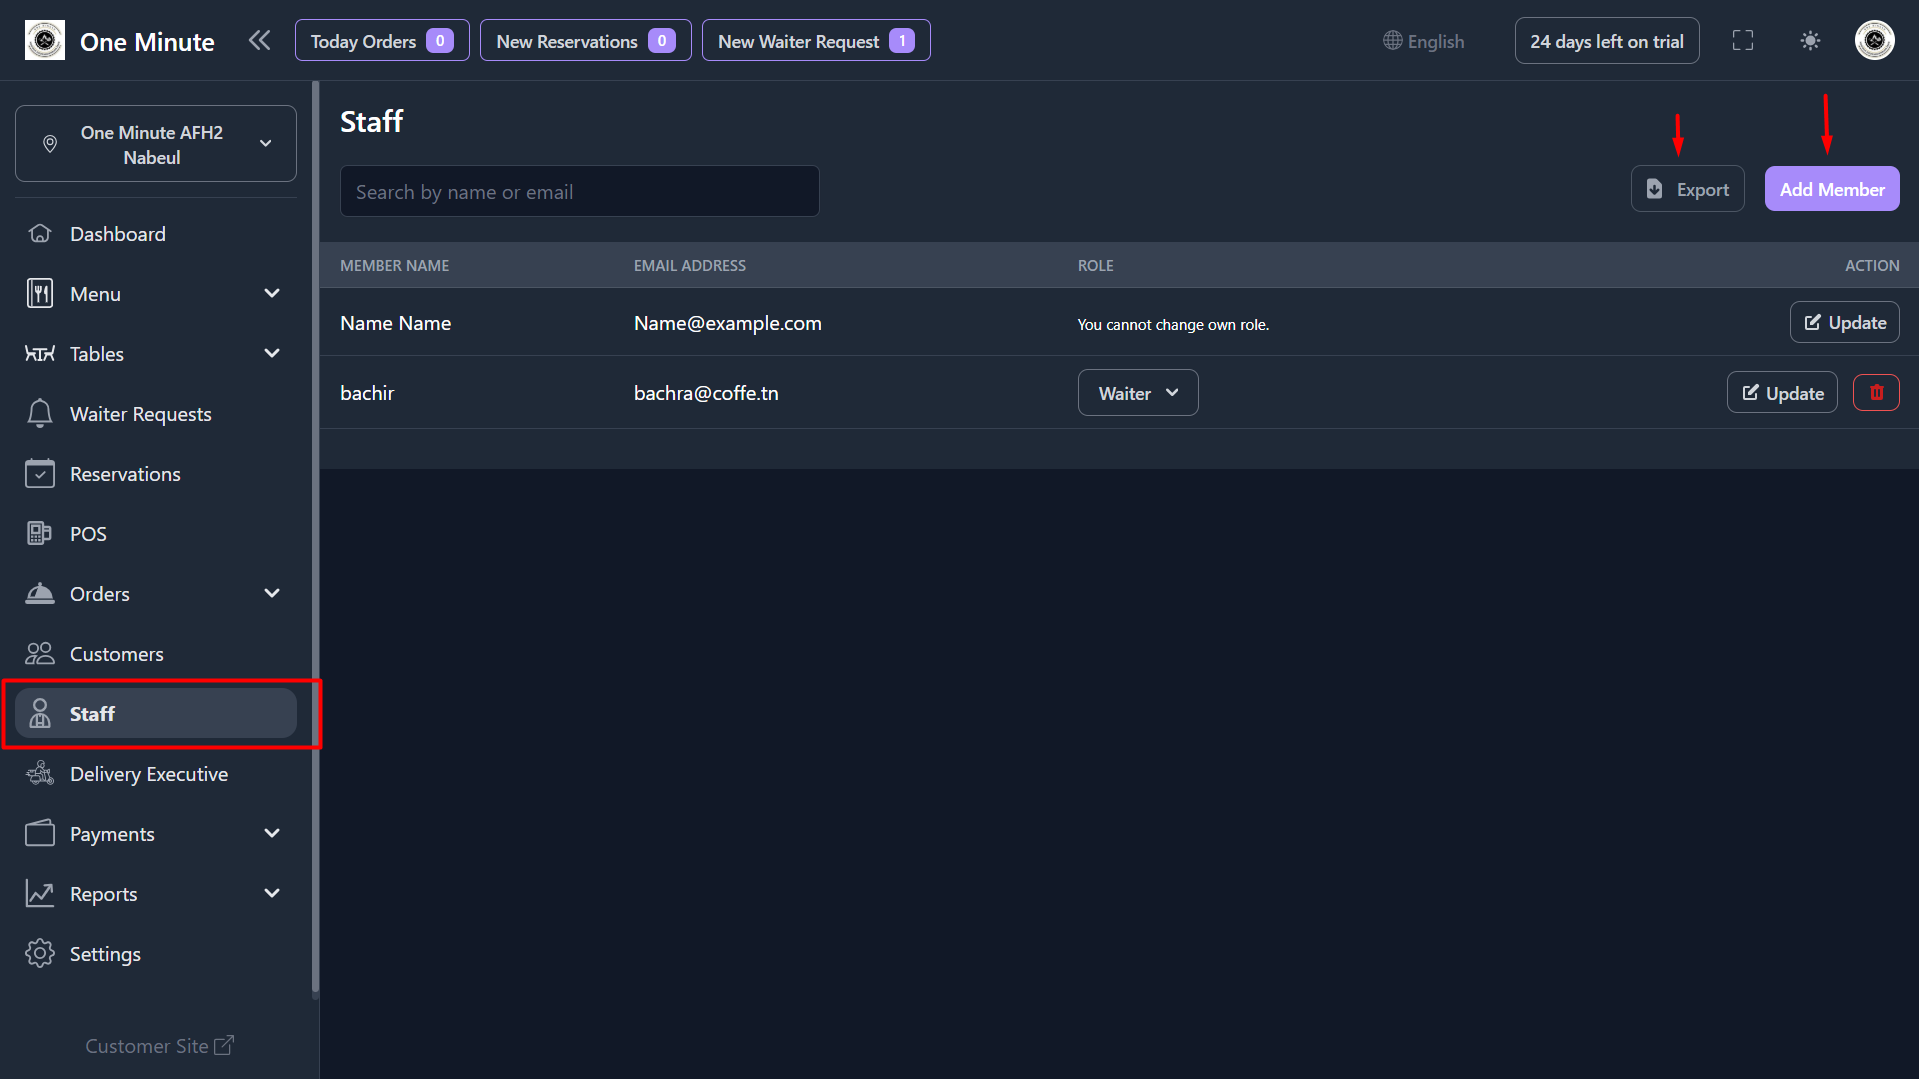 One Minute
Today Orders 0
New Reservations 0
New Waiter Request 1
English
24 days left on trial
One Minute AFH2
Nabeul
Dashboard
Menu
Tables
Waiter Requests
Reservations
POS
Orders
Customers
Staff
Delivery Executive
Payments
Reports
Settings
Customer Site
Staff
Search by name or email
Export
Add Member
MEMBER NAME EMAIL ADDRESS ROLE ACTION
Name Name Name@example.com You cannot change own role. Update
bachir bachra@coffe.tn Waiter Update